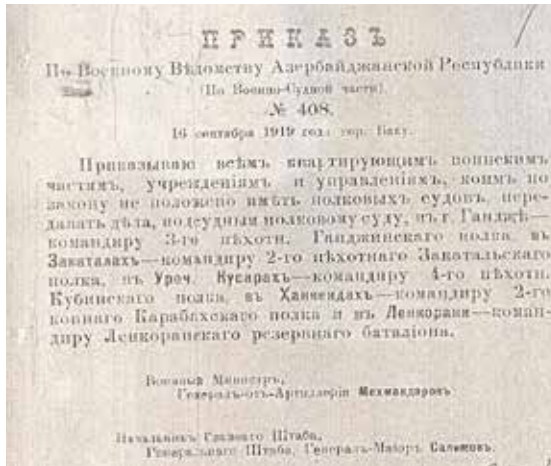 ПРИКАЗЪ
По Военному Вѣдомству Азербайджанской Республики
(По Военно-Судной части).
№ 408.
16 сентября 1919 года гор. Баку.
Приказываю всѣмъ квартирующимъ воинскимъ
частямъ, учрежденіямъ и управленіямъ, коимъ по
закону не положено имѣть полковыхъ судовъ, пере-
давать дѣла, подсудныя полковому суду, въ г. Ганджѣ—
командиру 3-го пѣхотн. Ганджинскаго полка, въ
Закаталахъ—командиру 2-го пѣхотнаго Закатальскаго
полка, въ Уроч. Кусарахъ—командиру 4-го пѣхотн.
Кубинскаго полка, въ Ханкендахъ—командиру 2-го
коннаго Карабахскаго полка и въ Ленкорани—коман-
диру Ленкоранскаго резервнаго баталіона.
Военный Министръ,
Генералъ-отъ-Артиллеріи Мехмандаровъ
Начальникъ Главнаго Штаба,
Генеральнаго Штаба, Генералъ-Маіоръ Салимовъ.